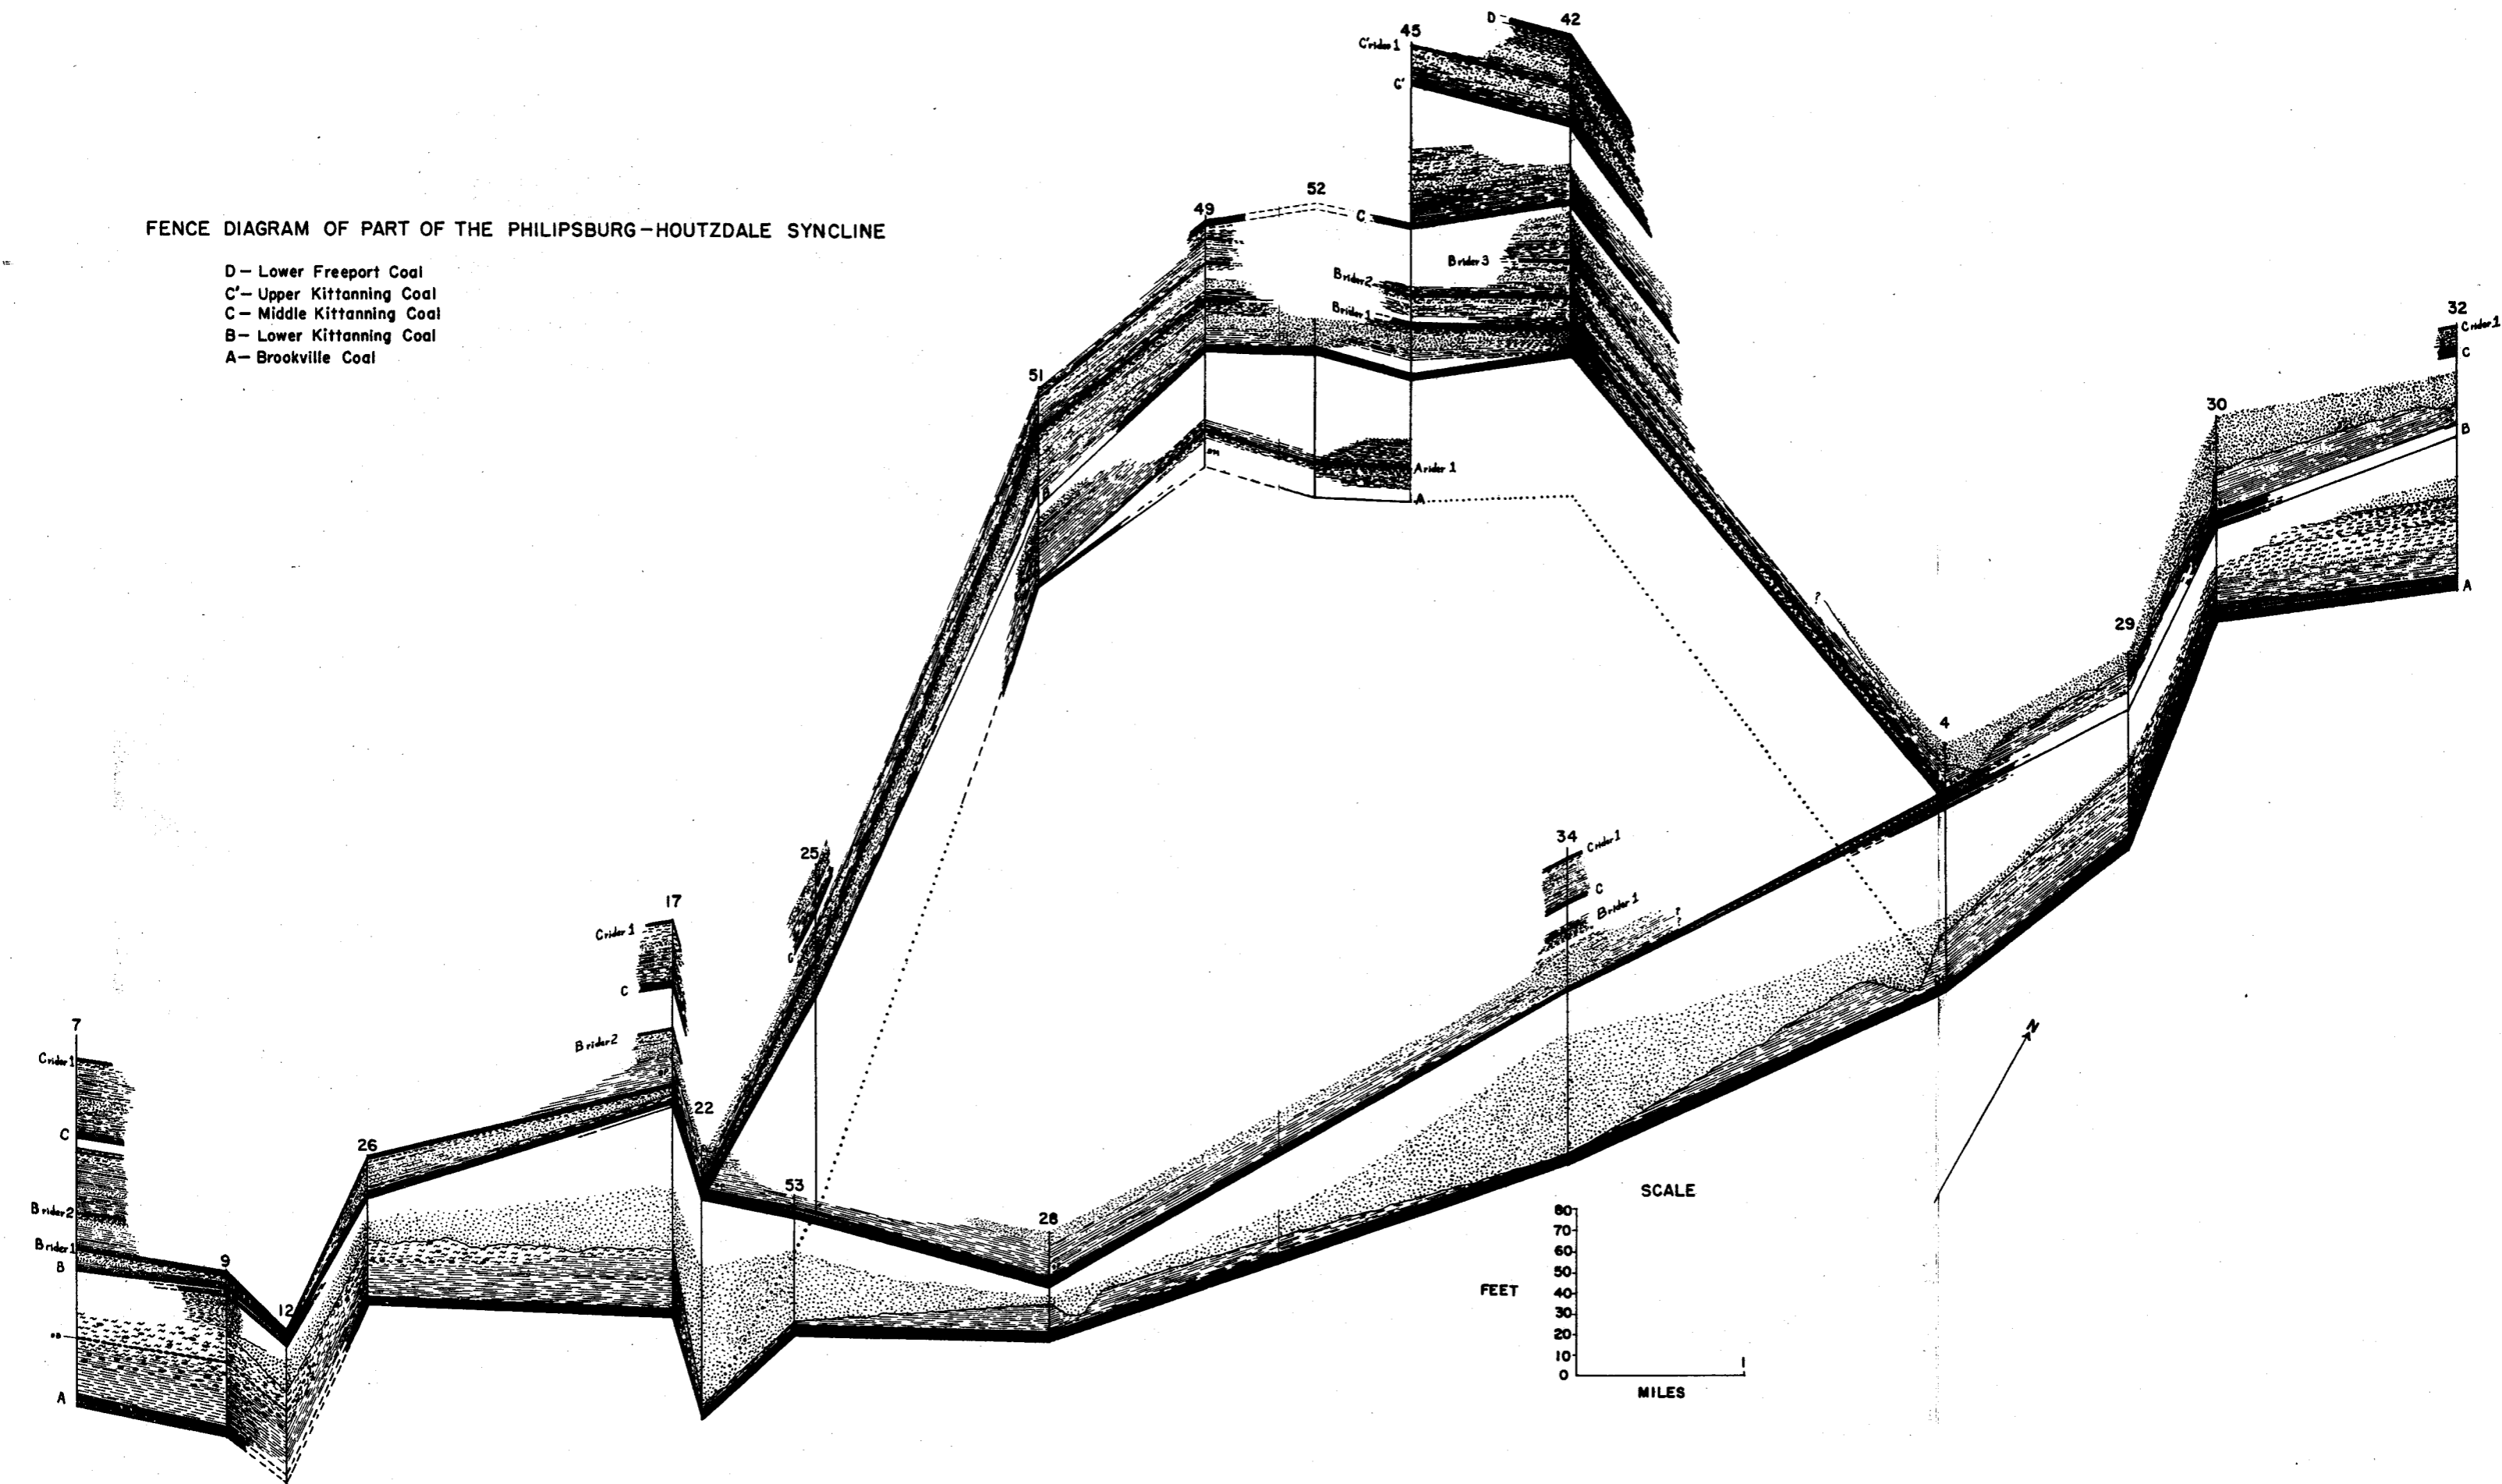 D
42
45
C'rider 1
C'
52
49
C
FENCE DIAGRAM OF PART OF THE PHILIPSBURG–HOUTZDALE SYNCLINE
D – Lower Freeport Coal
C' – Upper Kittanning Coal
C – Middle Kittanning Coal
B – Lower Kittanning Coal
A – Brookville Coal
B rider 3
B rider 2
B rider 1
32
C rider 1
C
51
30
B
A rider 1
A
B
A
?
29
4
34
C rider 1
C
B rider 1
?
?
25
C
17
C rider 1
C
B rider 2
7
C rider 1
N
22
C
26
53
28
B rider 2
B rider 1
B
9
12
A
SCALE
80
70
60
50
40
30
20
10
0
FEET
1
MILES